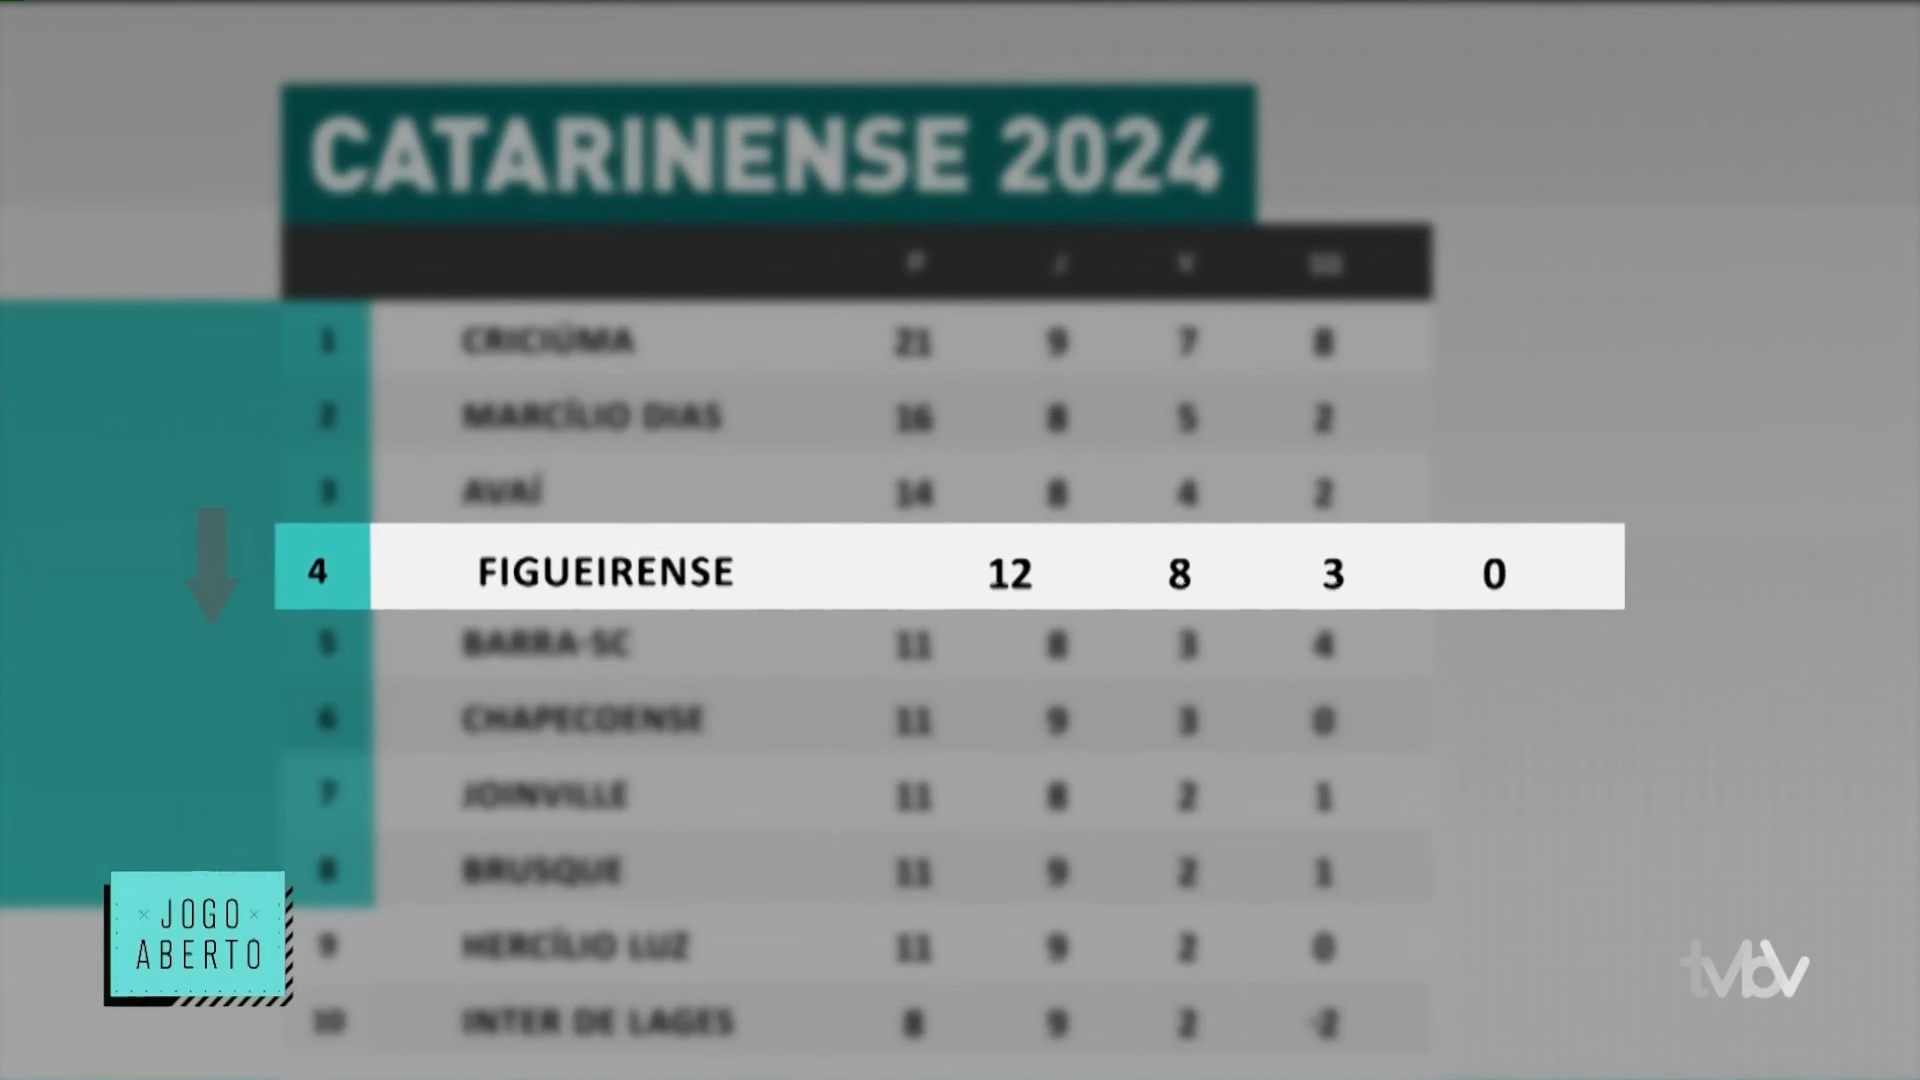 CATARINENSE 2024
P J V SG
1 CRICIÚMA 21 9 7 8
2 MARCÍLIO DIAS 16 8 5 2
3 AVAÍ 14 8 4 2
4 FIGUEIRENSE 12 8 3 0
5 BARRA-SC 11 8 3 4
6 CHAPECOENSE 11 9 3 0
7 JOINVILLE 11 8 2 1
8 BRUSQUE 11 9 2 1
9 HERCÍLIO LUZ 11 9 2 0
10 INTER DE LAGES 8 9 2 -2
JOGO
ABERTO
tvbv